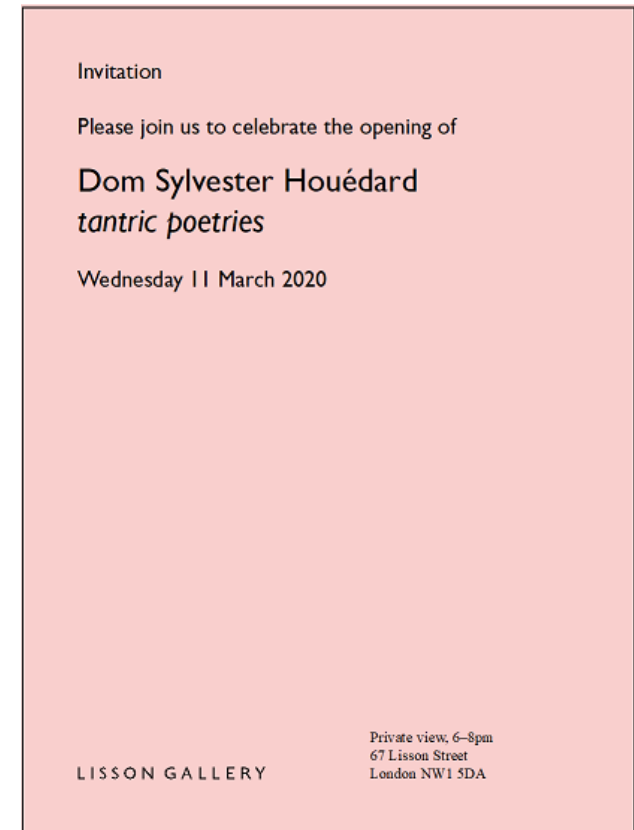 Invitation
Please join us to celebrate the opening of
Dom Sylvester Houédard
tantric poetries
Wednesday 11 March 2020
Private view, 6–8pm
67 Lisson Street
London NW1 5DA
LISSON GALLERY